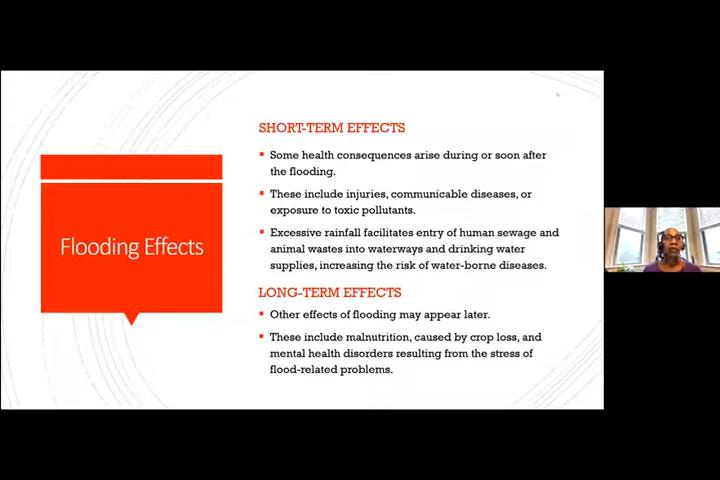 Flooding Effects
SHORT-TERM EFFECTS
Some health consequences arise during or soon after
the flooding.
These include injuries, communicable diseases, or
exposure to toxic pollutants.
Excessive rainfall facilitates entry of human sewage and
animal wastes into waterways and drinking water
supplies, increasing the risk of water-borne diseases.
LONG-TERM EFFECTS
Other effects of flooding may appear later.
These include malnutrition, caused by crop loss, and
mental health disorders resulting from the stress of
flood-related problems.